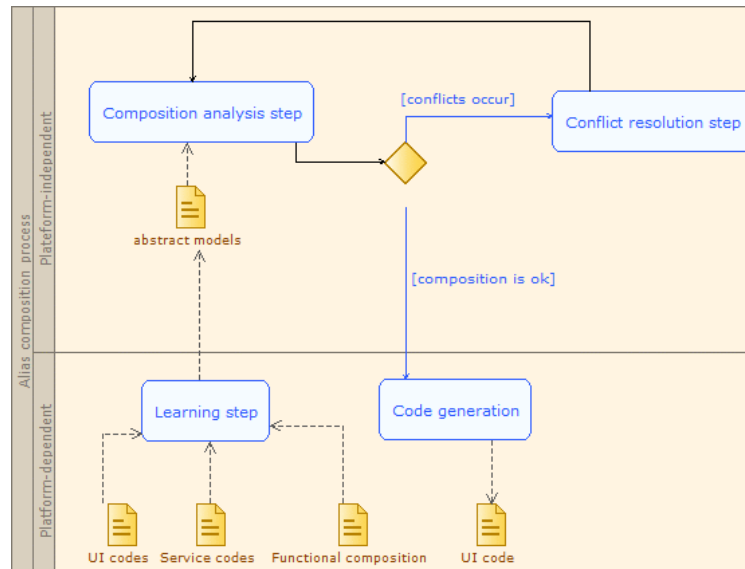 Alias composition process
Plateform-independent
Composition analysis step
[conflicts occur]
Conflict resolution step
abstract models
[composition is ok]
Platform-dependent
Learning step
Code generation
UI codes
Service codes
Functional composition
UI code